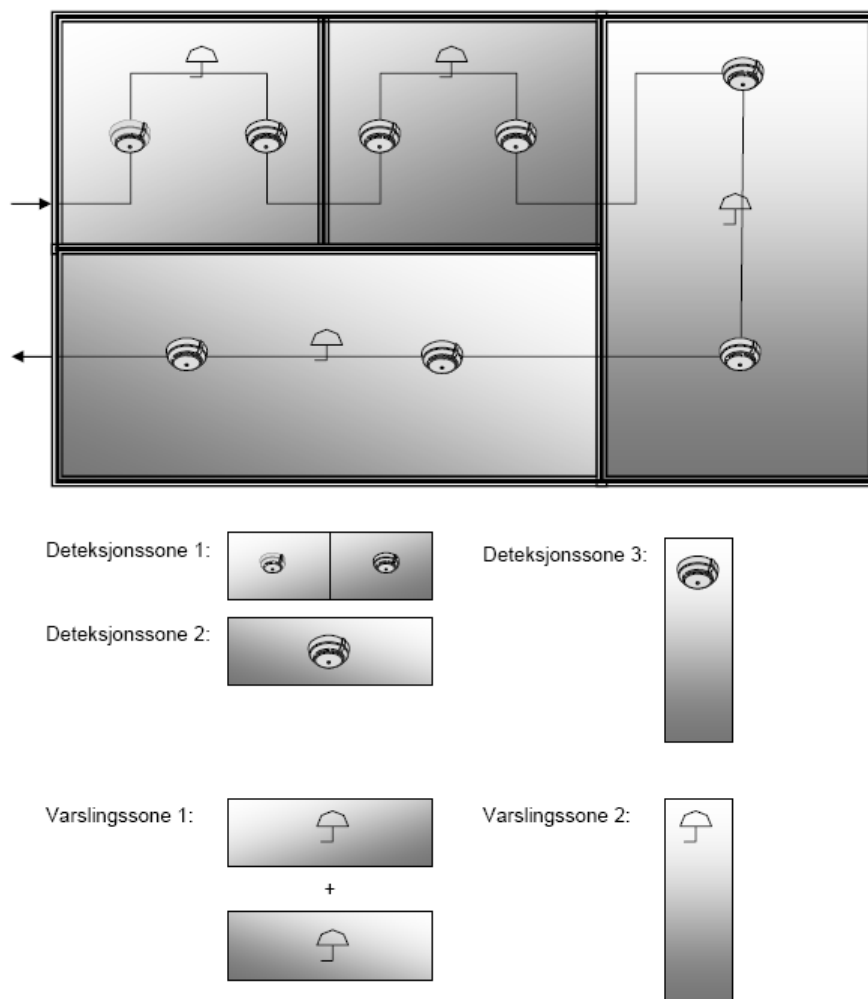 Deteksjonssone 1:
Deteksjonssone 3:
Deteksjonssone 2:
Varslingssone 1:
Varslingssone 2:
+